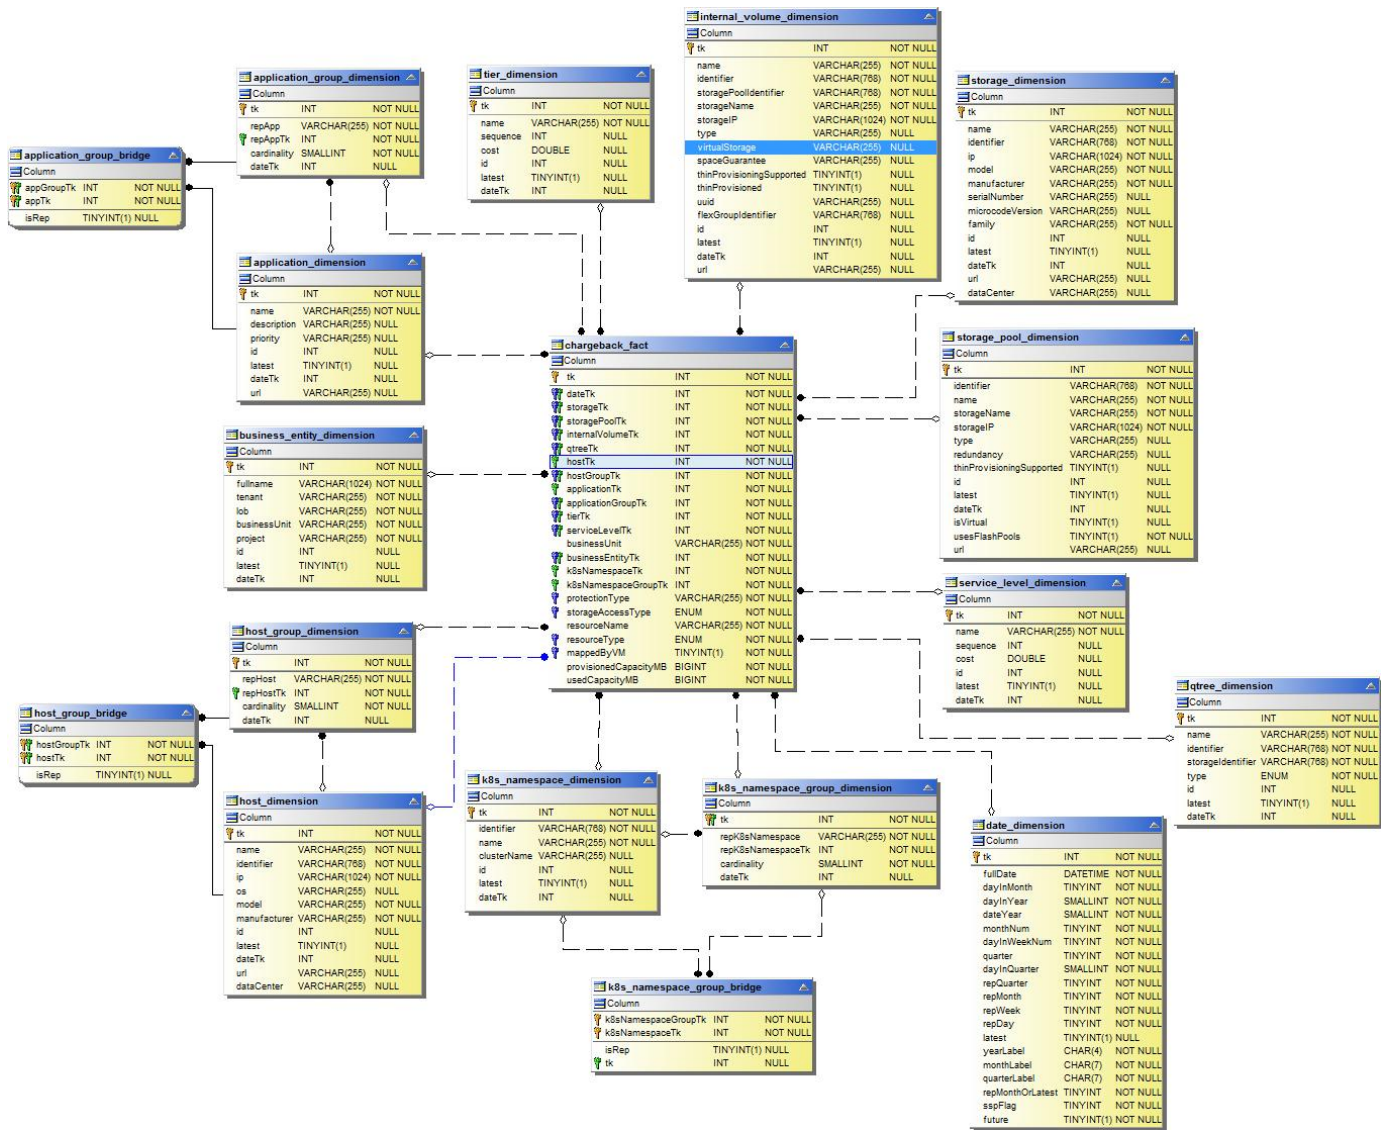 internal_volume_dimension
Column
tk INT NOT NULL
name VARCHAR(255) NOT NULL
identifier VARCHAR(768) NOT NULL
storagePoolIdentifier VARCHAR(768) NOT NULL
storageName VARCHAR(255) NOT NULL
storageIP VARCHAR(1024) NOT NULL
type VARCHAR(255) NULL
virtualStorage VARCHAR(255) NULL
spaceGuarantee VARCHAR(255) NULL
thinProvisioningSupported TINYINT(1) NULL
thinProvisioned TINYINT(1) NULL
uuid VARCHAR(255) NULL
flexGroupIdentifier VARCHAR(768) NULL
id INT NULL
latest TINYINT(1) NULL
dateTk INT NULL
url VARCHAR(255) NULL
application_group_dimension
Column
tk INT NOT NULL
repApp VARCHAR(255) NOT NULL
repAppTk INT NOT NULL
cardinality SMALLINT NOT NULL
dateTk INT NULL
tier_dimension
Column
tk INT NOT NULL
name VARCHAR(255) NOT NULL
sequence INT NULL
cost DOUBLE NULL
id INT NULL
latest TINYINT(1) NULL
dateTk INT NULL
storage_dimension
Column
tk INT NOT NULL
name VARCHAR(255) NOT NULL
identifier VARCHAR(768) NOT NULL
ip VARCHAR(1024) NOT NULL
model VARCHAR(255) NOT NULL
manufacturer VARCHAR(255) NOT NULL
serialNumber VARCHAR(255) NULL
microcodeVersion VARCHAR(255) NULL
family VARCHAR(255) NOT NULL
id INT NULL
latest TINYINT(1) NULL
dateTk INT NULL
url VARCHAR(255) NULL
dataCenter VARCHAR(255) NULL
application_group_bridge
Column
appGroupTk INT NOT NULL
appTk INT NOT NULL
isRep TINYINT(1) NULL
application_dimension
Column
tk INT NOT NULL
name VARCHAR(255) NOT NULL
description VARCHAR(255) NULL
priority VARCHAR(255) NULL
id INT NULL
latest TINYINT(1) NULL
dateTk INT NULL
url VARCHAR(255) NULL
chargeback_fact
Column
tk INT NOT NULL
dateTk INT NOT NULL
storageTk INT NOT NULL
storagePoolTk INT NOT NULL
internalVolumeTk INT NOT NULL
qtreeTk INT NOT NULL
hostTk INT NOT NULL
hostGroupTk INT NOT NULL
applicationTk INT NOT NULL
applicationGroupTk INT NOT NULL
tierTk INT NOT NULL
serviceLevelTk INT NOT NULL
businessUnit VARCHAR(255) NOT NULL
businessEntityTk INT NOT NULL
k8sNamespaceTk INT NOT NULL
k8sNamespaceGroupTk INT NOT NULL
protectionType VARCHAR(255) NOT NULL
storageAccessType ENUM NOT NULL
resourceName VARCHAR(255) NOT NULL
resourceType ENUM NOT NULL
mappedByVM TINYINT(1) NOT NULL
provisionedCapacityMB BIGINT NOT NULL
usedCapacityMB BIGINT NOT NULL
storage_pool_dimension
Column
tk INT NOT NULL
identifier VARCHAR(768) NOT NULL
name VARCHAR(255) NOT NULL
storageName VARCHAR(255) NOT NULL
storageIP VARCHAR(1024) NOT NULL
type VARCHAR(255) NULL
redundancy VARCHAR(255) NULL
thinProvisioningSupported TINYINT(1) NULL
id INT NULL
latest TINYINT(1) NULL
dateTk INT NULL
isVirtual TINYINT(1) NULL
usesFlashPools TINYINT(1) NOT NULL
url VARCHAR(255) NULL
business_entity_dimension
Column
tk INT NOT NULL
fullname VARCHAR(1024) NOT NULL
tenant VARCHAR(255) NOT NULL
lob VARCHAR(255) NOT NULL
businessUnit VARCHAR(255) NOT NULL
project VARCHAR(255) NOT NULL
id INT NULL
latest TINYINT(1) NULL
dateTk INT NULL
service_level_dimension
Column
tk INT NOT NULL
name VARCHAR(255) NOT NULL
sequence INT NULL
cost DOUBLE NULL
id INT NULL
latest TINYINT(1) NULL
dateTk INT NULL
host_group_dimension
Column
tk INT NOT NULL
repHost VARCHAR(255) NOT NULL
repHostTk INT NOT NULL
cardinality SMALLINT NOT NULL
dateTk INT NULL
qtree_dimension
Column
tk INT NOT NULL
name VARCHAR(255) NOT NULL
identifier VARCHAR(768) NOT NULL
storageIdentifier VARCHAR(768) NOT NULL
type ENUM NOT NULL
id INT NULL
latest TINYINT(1) NULL
dateTk INT NULL
host_group_bridge
Column
hostGroupTk INT NOT NULL
hostTk INT NOT NULL
isRep TINYINT(1) NULL
host_dimension
Column
tk INT NOT NULL
name VARCHAR(255) NOT NULL
identifier VARCHAR(768) NOT NULL
ip VARCHAR(1024) NOT NULL
os VARCHAR(255) NULL
model VARCHAR(255) NOT NULL
manufacturer VARCHAR(255) NOT NULL
id INT NULL
latest TINYINT(1) NULL
dateTk INT NULL
url VARCHAR(255) NULL
dataCenter VARCHAR(255) NULL
k8s_namespace_dimension
Column
tk INT NOT NULL
identifier VARCHAR(768) NOT NULL
name VARCHAR(255) NOT NULL
clusterName VARCHAR(255) NULL
id INT NULL
latest TINYINT(1) NULL
dateTk INT NULL
k8s_namespace_group_dimension
Column
tk INT NOT NULL
repK8sNamespace VARCHAR(255) NOT NULL
repK8sNamespaceTk INT NOT NULL
cardinality SMALLINT NOT NULL
dateTk INT NULL
date_dimension
Column
tk INT NOT NULL
fullDate DATETIME NOT NULL
dayInMonth TINYINT NOT NULL
dayInYear SMALLINT NOT NULL
dateYear SMALLINT NOT NULL
monthNum TINYINT NOT NULL
dayInWeekNum TINYINT NOT NULL
quarter TINYINT NOT NULL
dayInQuarter SMALLINT NOT NULL
repQuarter TINYINT NOT NULL
repMonth TINYINT NOT NULL
repWeek TINYINT NOT NULL
repDay TINYINT NOT NULL
latest TINYINT(1) NULL
yearLabel CHAR(4) NOT NULL
monthLabel CHAR(7) NOT NULL
quarterLabel CHAR(7) NOT NULL
repMonthOrLatest TINYINT NOT NULL
sspFlag TINYINT NOT NULL
future TINYINT(1) NOT NULL
k8s_namespace_group_bridge
Column
k8sNamespaceGroupTk INT NOT NULL
k8sNamespaceTk INT NOT NULL
isRep TINYINT(1) NULL
tk INT NULL